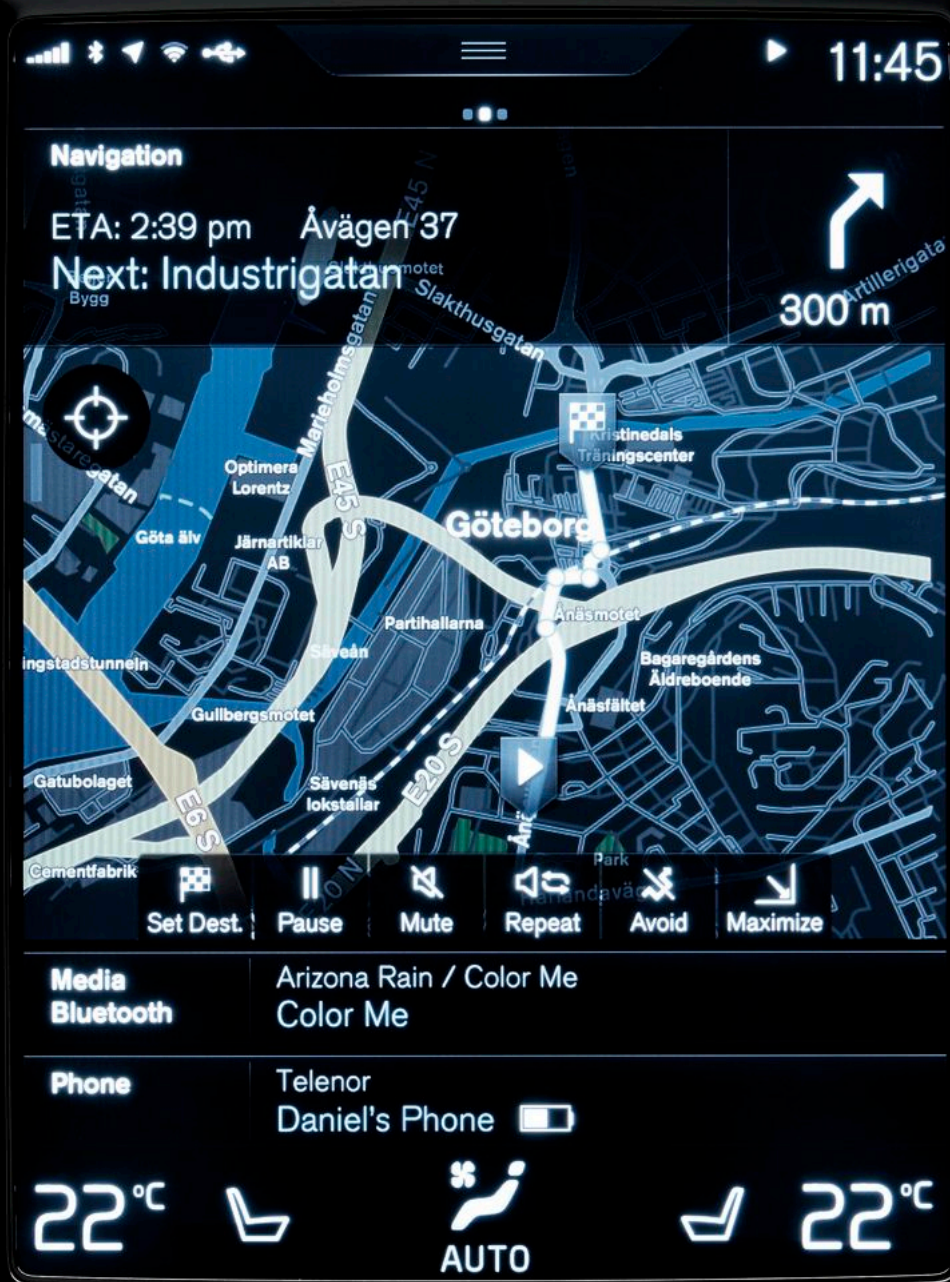 11:45
Navigation
ETA: 2:39 pm Åvägen 37
Next: Industrigatan
300 m
E45 N
Bygg
Slakthusgatan
Artillerigata
Marieholmsgatan
Kristinedals
Träningscenter
Optimera
Lorentz
E45 S
Göteborg
Göta älv
Järnartiklar
AB
Ånäsmotet
Partihallarna
Säveån
ingstadstunneln
Bagaregårdens
Äldreboende
Gullbergsmotet
Ånäsfältet
Gatubolaget
Sävenäs
lokstallar
E20 S
E6 S
Cementfabrik
Park
20 N
Set Dest.
Pause
Mute
Repeat
Avoid
Maximize
Media
Bluetooth
Arizona Rain / Color Me
Color Me
Phone
Telenor
Daniel's Phone
22°C
AUTO
22°C